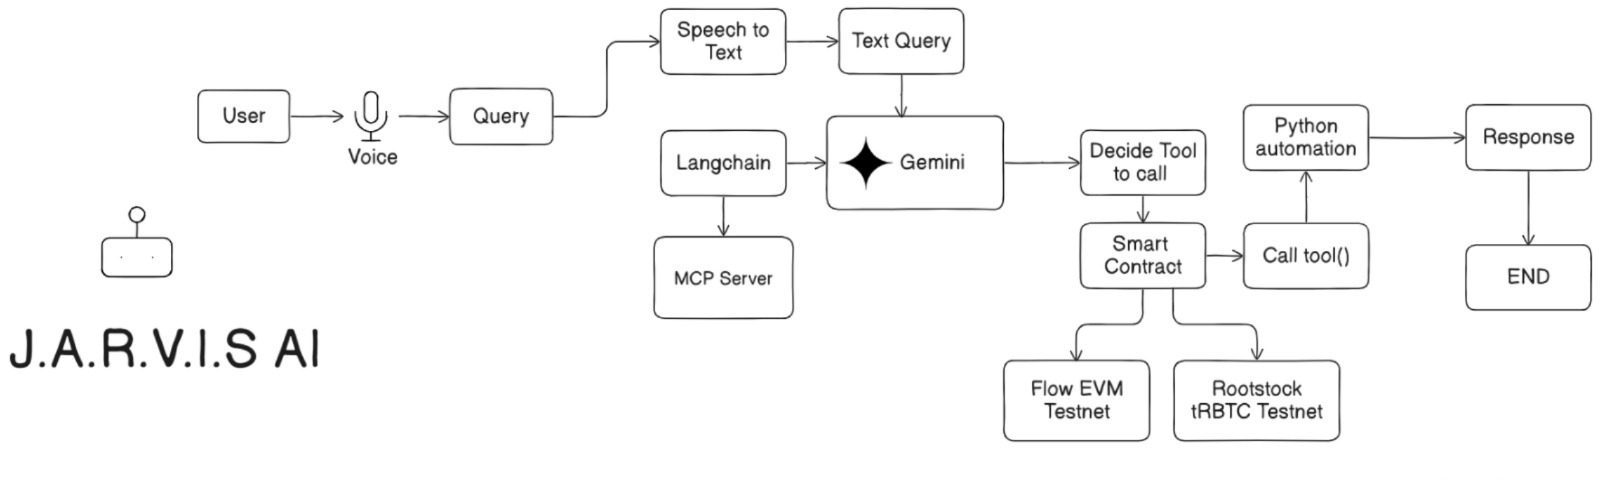 Speech to
Text
Text Query
User
Voice
Query
Langchain
Gemini
Decide Tool
to call
Python
automation
Response
MCP Server
Smart
Contract
Call tool()
END
J.A.R.V.I.S AI
Flow EVM
Testnet
Rootstock
tRBTC Testnet